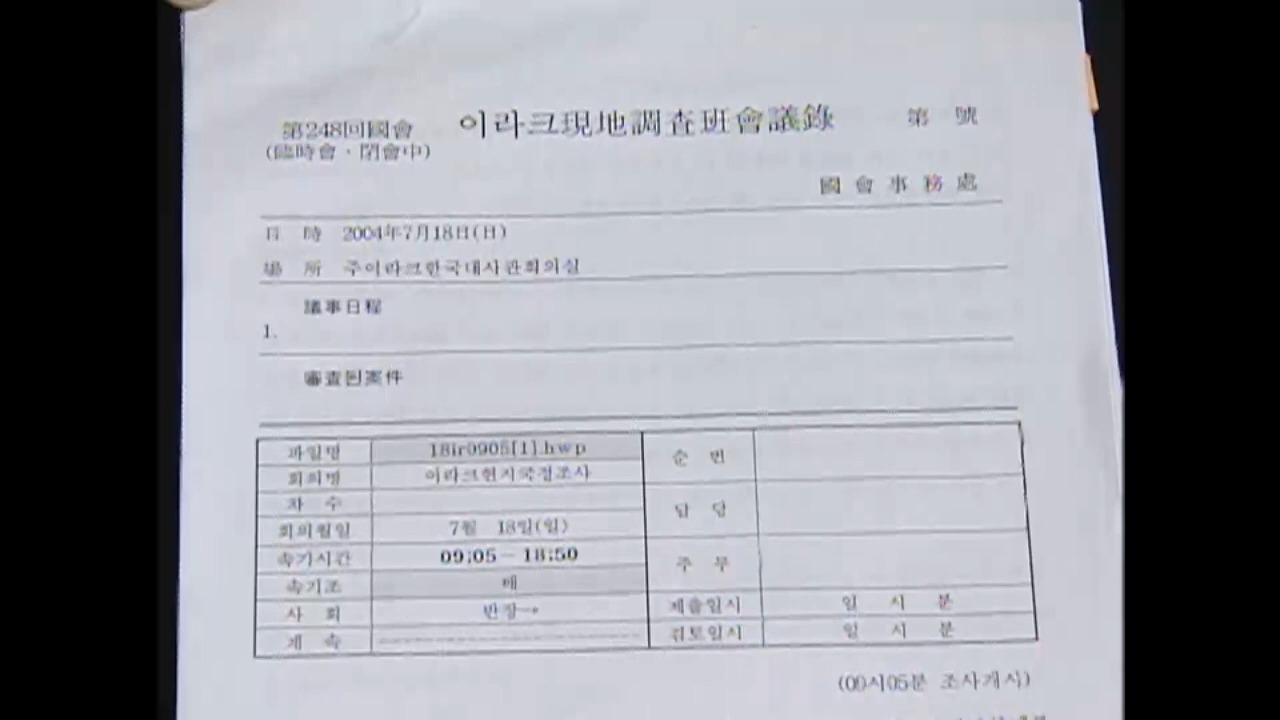 第248回國會 이라크現地調査班會議錄 第 號
(臨時會·閉會中)
國會事務處
日 時 2004年7月18日(日)
場 所 주이라크한국대사관회의실
議事日程
1.
審査된案件
파일명 18ir0905[1].hwp 순 번
회의명 이라크현지국정조사
차 수 담 당
회의월일 7월 18일(일)
속기시간 09:05 - 18:50 주 무
속기조
사 회 반장→ 제출일시 일 시 분
계 속 검토일시 일 시 분
(09시05분 조사개시)